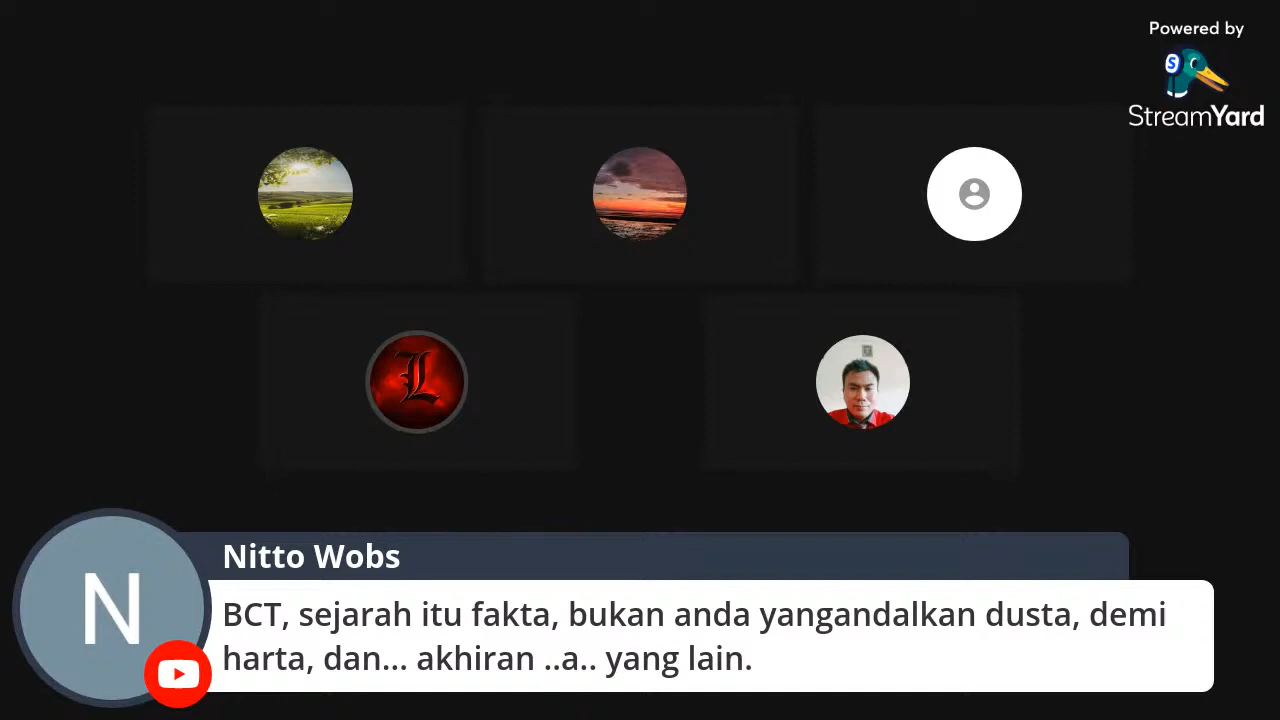 Powered by
S
StreamYard
L
Nitto Wobs
N
BCT, sejarah itu fakta, bukan anda yangandalkan dusta, demi
harta, dan... akhiran ..a.. yang lain.